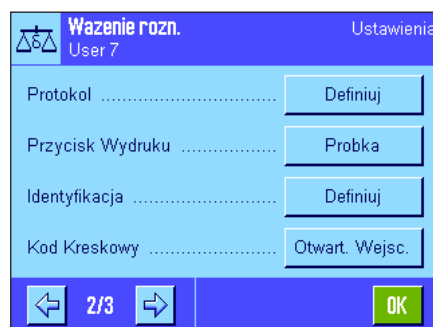 Wazenie rozn.
Ustawienia
User 7
Protokol .............................. Definiuj
Przycisk Wydruku ................ Probka
Identyfikacja ........................ Definiuj
Kod Kreskowy ..................... Otwart. Wejsc.
2/3
OK